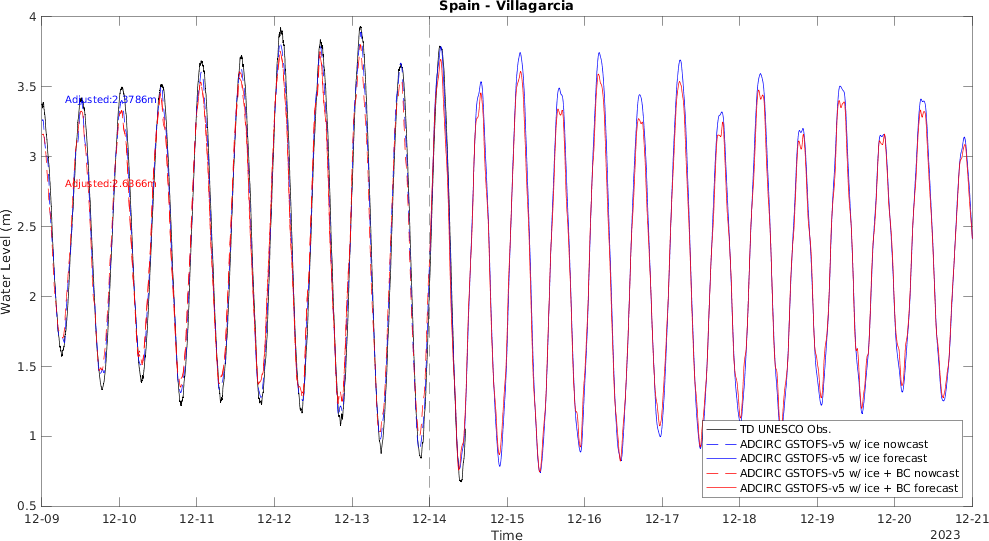 Spain - Villagarcia
Water Level (m)
4
3.5
3
2.5
2
1.5
1
0.5
Adjusted:2.3786m
Adjusted:2.6366m
TD UNESCO Obs.
ADCIRC GSTOFS-v5 w/ ice nowcast
ADCIRC GSTOFS-v5 w/ ice forecast
ADCIRC GSTOFS-v5 w/ ice + BC nowcast
ADCIRC GSTOFS-v5 w/ ice + BC forecast
12-09 12-10 12-11 12-12 12-13 12-14 12-15 12-16 12-17 12-18 12-19 12-20 12-21
Time
2023